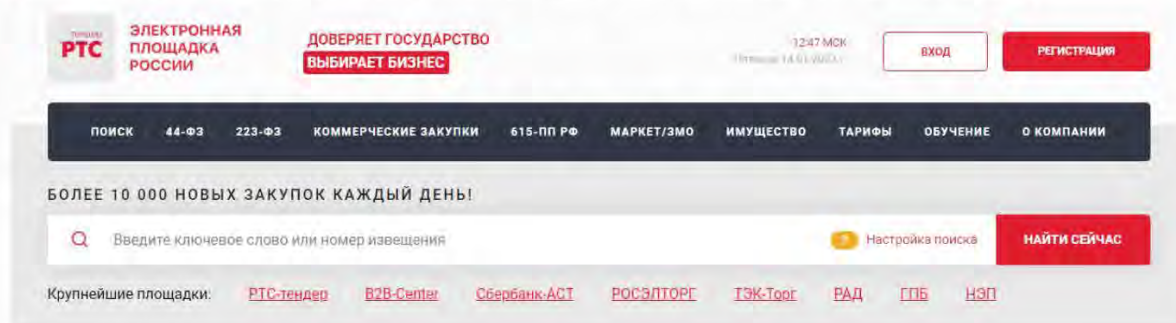 тендер
РТС
ЭЛЕКТРОННАЯ
ПЛОЩАДКА
РОССИИ
ДОВЕРЯЕТ ГОСУДАРСТВО
ВЫБИРАЕТ БИЗНЕС
12:47 МСК
ВХОД
РЕГИСТРАЦИЯ
ПОИСК 44-ФЗ 223-ФЗ КОММЕРЧЕСКИЕ ЗАКУПКИ 615-ПП РФ МАРКЕТ/ЗМО ИМУЩЕСТВО ТАРИФЫ ОБУЧЕНИЕ О КОМПАНИИ
БОЛЕЕ 10 000 НОВЫХ ЗАКУПОК КАЖДЫЙ ДЕНЬ!
Введите ключевое слово или номер извещения Настройка поиска НАЙТИ СЕЙЧАС
Крупнейшие площадки: РТС-тендер B2B-Center Сбербанк-АСТ РОСЭЛТОРГ ТЭК-Торг РАД ГПБ НЭП